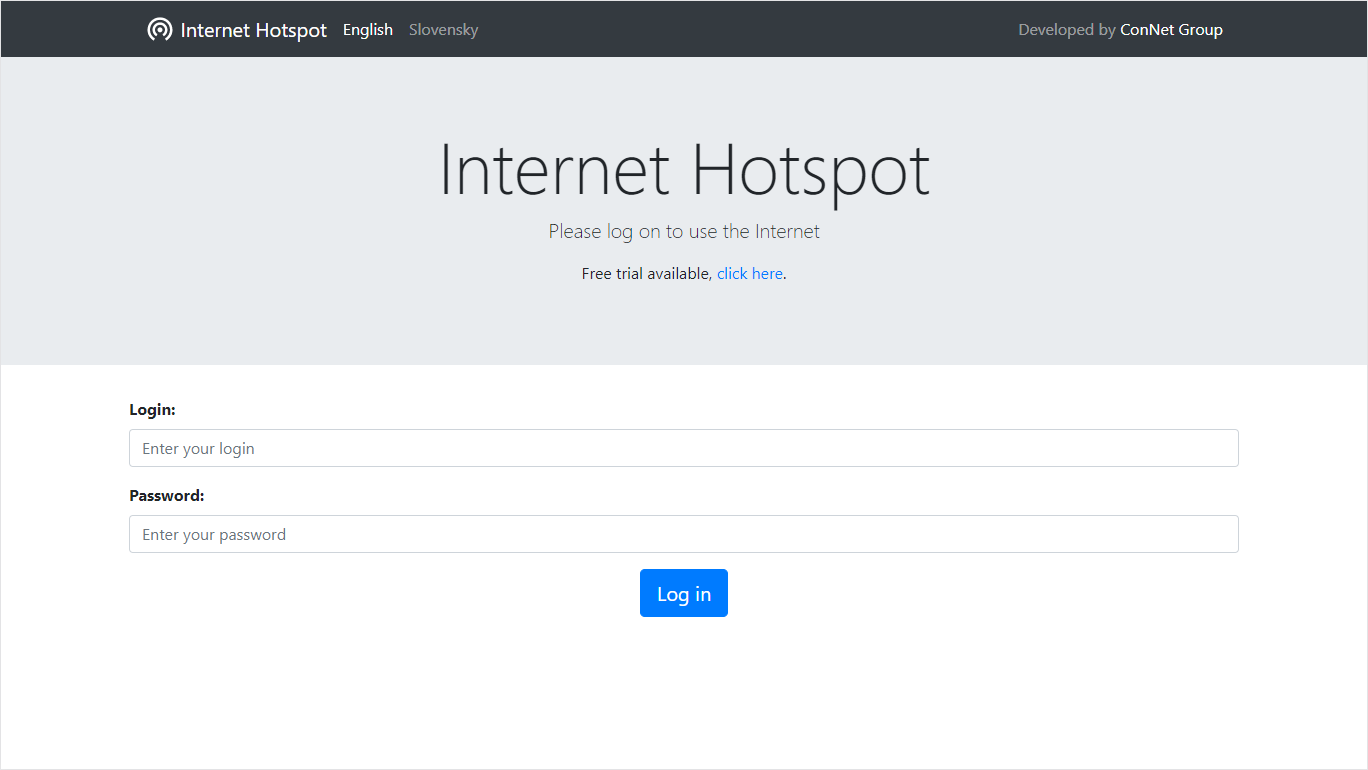 Internet Hotspot English Slovensky Developed by ConNet Group
Internet Hotspot
Please log on to use the Internet
Free trial available, click here.
Login:
Enter your login
Password:
Enter your password
Log in